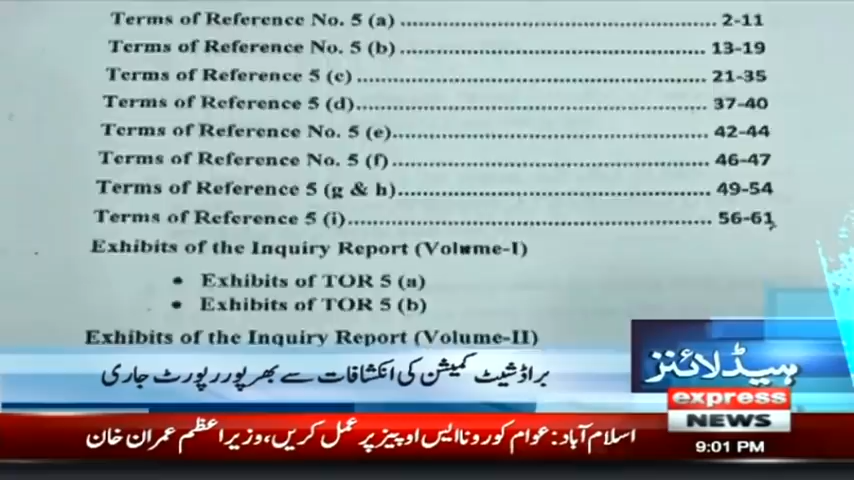 Terms of Reference No. 5 (a) ........................................ 2-11
Terms of Reference No. 5 (b) ........................................ 13-19
Terms of Reference 5 (c) ........................................ 21-35
Terms of Reference 5 (d)........................................ 37-40
Terms of Reference No. 5 (e)........................................ 42-44
Terms of Reference No. 5 (f) ........................................ 46-47
Terms of Reference 5 (g & h)........................................ 49-54
Terms of Reference 5 (i)........................................ 56-61
Exhibits of the Inquiry Report (Volume-I)
• Exhibits of TOR 5 (a)
• Exhibits of TOR 5 (b)
Exhibits of the Inquiry Report (Volume-II)
ہیڈلائنز
براڈشیٹ کمیشن کی انکشافات سے بھرپور رپورٹ جاری
express
NEWS
9:01 PM
اسلام آباد: عوام کورونا ایس او پیز پر عمل کریں، وزیراعظم عمران خان